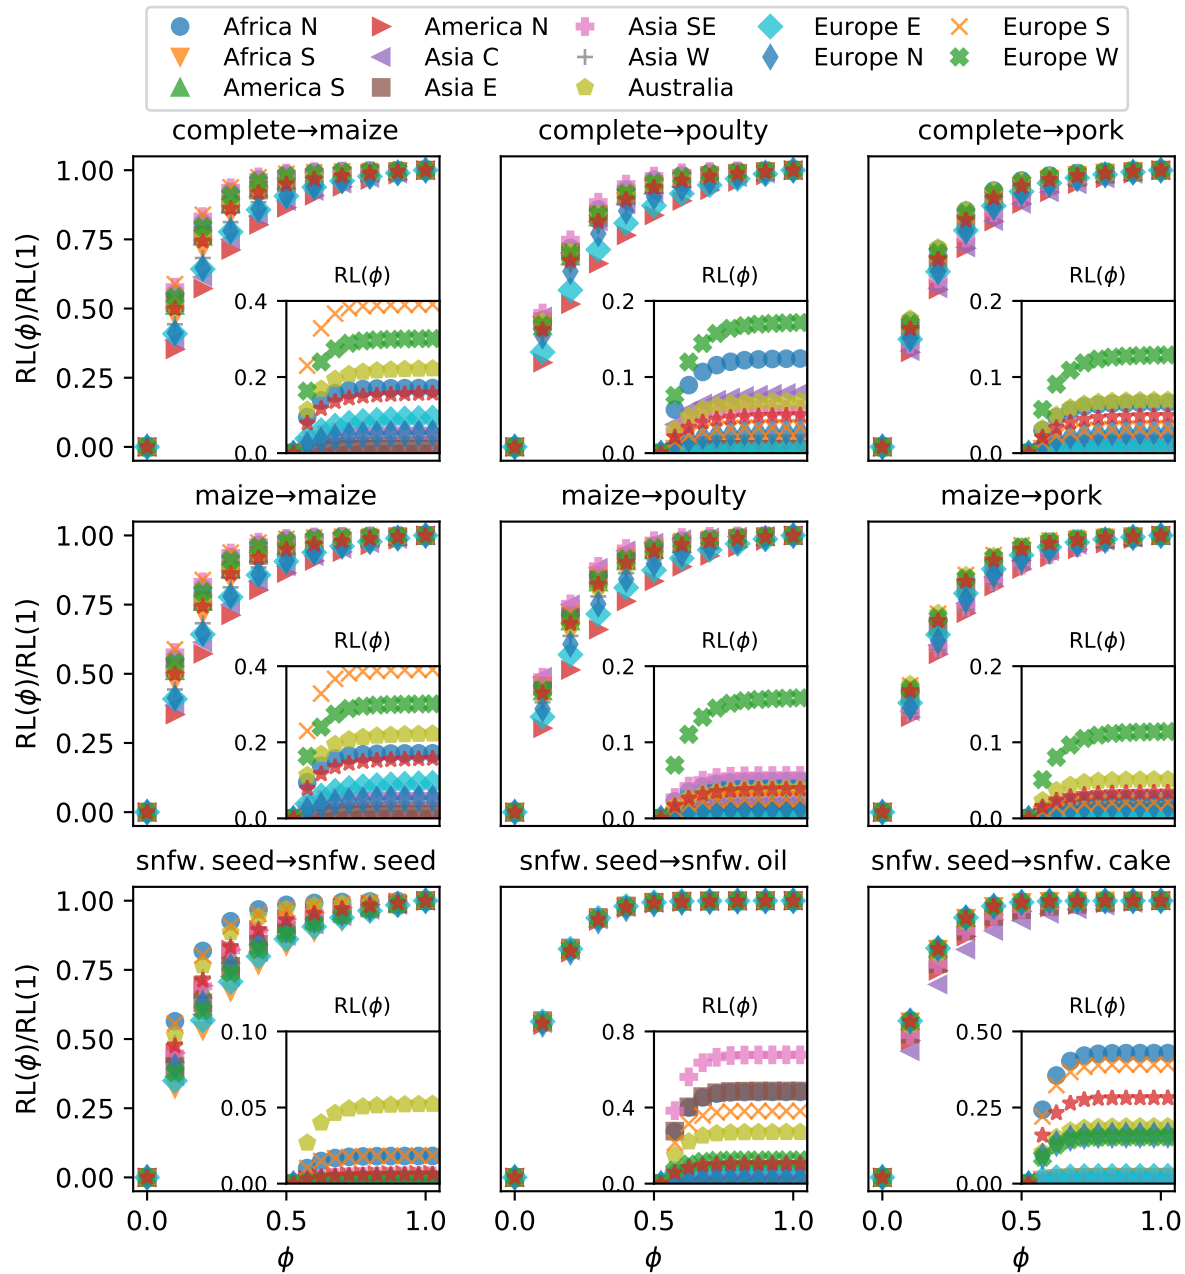 Africa N America N Asia SE Europe E Europe S
Africa S Asia C Asia W Europe N Europe W
America S Asia E Australia
complete→maize complete→poulty complete→pork
RL(ϕ)/RL(1)
1.00
0.75
0.50
0.25
0.00
RL(ϕ)
0.4
0.2
0.0
RL(ϕ)
0.2
0.1
0.0
RL(ϕ)
0.2
0.1
0.0
maize→maize maize→poulty maize→pork
RL(ϕ)/RL(1)
1.00
0.75
0.50
0.25
0.00
RL(ϕ)
0.4
0.2
0.0
RL(ϕ)
0.2
0.1
0.0
RL(ϕ)
0.2
0.1
0.0
snfw. seed→snfw. seed snfw. seed→snfw. oil snfw. seed→snfw. cake
RL(ϕ)/RL(1)
1.00
0.75
0.50
0.25
0.00
RL(ϕ)
0.10
0.05
0.00
RL(ϕ)
0.8
0.4
0.0
RL(ϕ)
0.50
0.25
0.00
0.0 0.5 1.0 0.0 0.5 1.0 0.0 0.5 1.0
ϕ ϕ ϕ